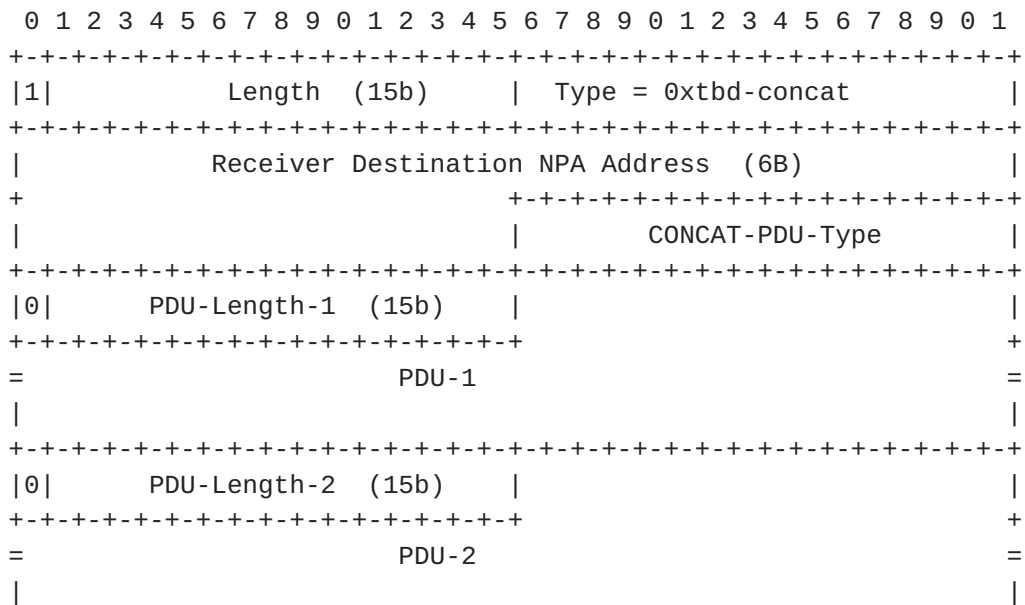 0 1 2 3 4 5 6 7 8 9 0 1 2 3 4 5 6 7 8 9 0 1 2 3 4 5 6 7 8 9 0 1
+-+-+-+-+-+-+-+-+-+-+-+-+-+-+-+-+-+-+-+-+-+-+-+-+-+-+-+-+-+-+-+-+
|1|           Length  (15b)     |  Type = 0xtbd-concat          |
+-+-+-+-+-+-+-+-+-+-+-+-+-+-+-+-+-+-+-+-+-+-+-+-+-+-+-+-+-+-+-+-+
|            Receiver Destination NPA Address  (6B)             |
+                               +-+-+-+-+-+-+-+-+-+-+-+-+-+-+-+-+
|                               |        CONCAT-PDU-Type        |
+-+-+-+-+-+-+-+-+-+-+-+-+-+-+-+-+-+-+-+-+-+-+-+-+-+-+-+-+-+-+-+-+
|0|      PDU-Length-1  (15b)    |                               |
+-+-+-+-+-+-+-+-+-+-+-+-+-+-+-+-+                               +
=                        PDU-1                                  =
|                                                               |
+-+-+-+-+-+-+-+-+-+-+-+-+-+-+-+-+-+-+-+-+-+-+-+-+-+-+-+-+-+-+-+-+
|0|      PDU-Length-2  (15b)    |                               |
+-+-+-+-+-+-+-+-+-+-+-+-+-+-+-+-+                               +
=                        PDU-2                                  =
|                                                               |